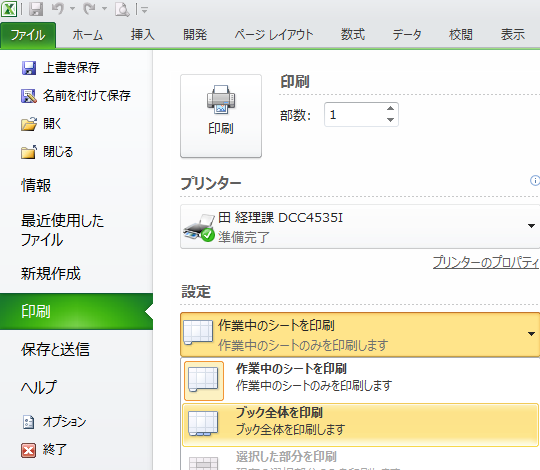 ファイル ホーム 挿入 開発 ページ レイアウト 数式 データ 校閲 表示
上書き保存
名前を付けて保存
開く
閉じる
情報
最近使用した
ファイル
新規作成
印刷
保存と送信
ヘルプ
オプション
終了
印刷
印刷
部数: 1
プリンター
田 経理課 DCC4535I
準備完了
プリンターのプロパティ
設定
作業中のシートを印刷
作業中のシートのみを印刷します
作業中のシートを印刷
作業中のシートのみを印刷します
ブック全体を印刷
ブック全体を印刷します
選択した部分を印刷